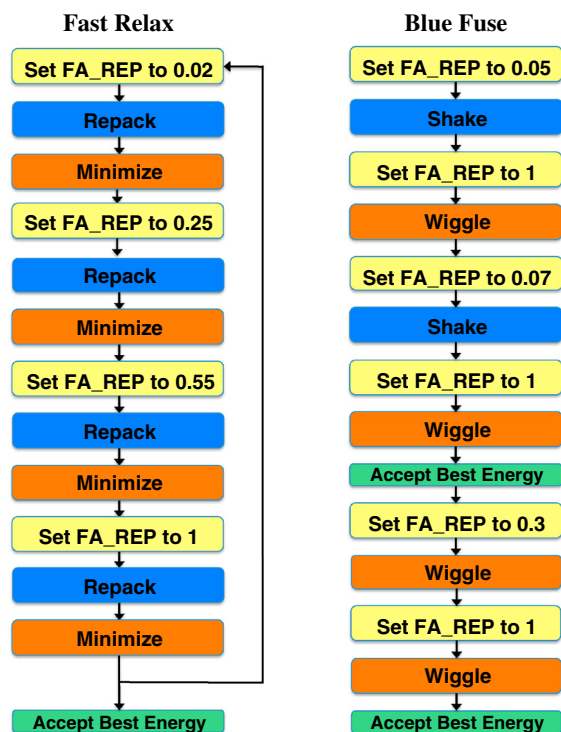 Fast Relax
Set FA_REP to 0.02
Repack
Minimize
Set FA_REP to 0.25
Repack
Minimize
Set FA_REP to 0.55
Repack
Minimize
Set FA_REP to 1
Repack
Minimize
Accept Best Energy
Blue Fuse
Set FA_REP to 0.05
Shake
Set FA_REP to 1
Wiggle
Set FA_REP to 0.07
Shake
Set FA_REP to 1
Wiggle
Accept Best Energy
Set FA_REP to 0.3
Wiggle
Set FA_REP to 1
Wiggle
Accept Best Energy